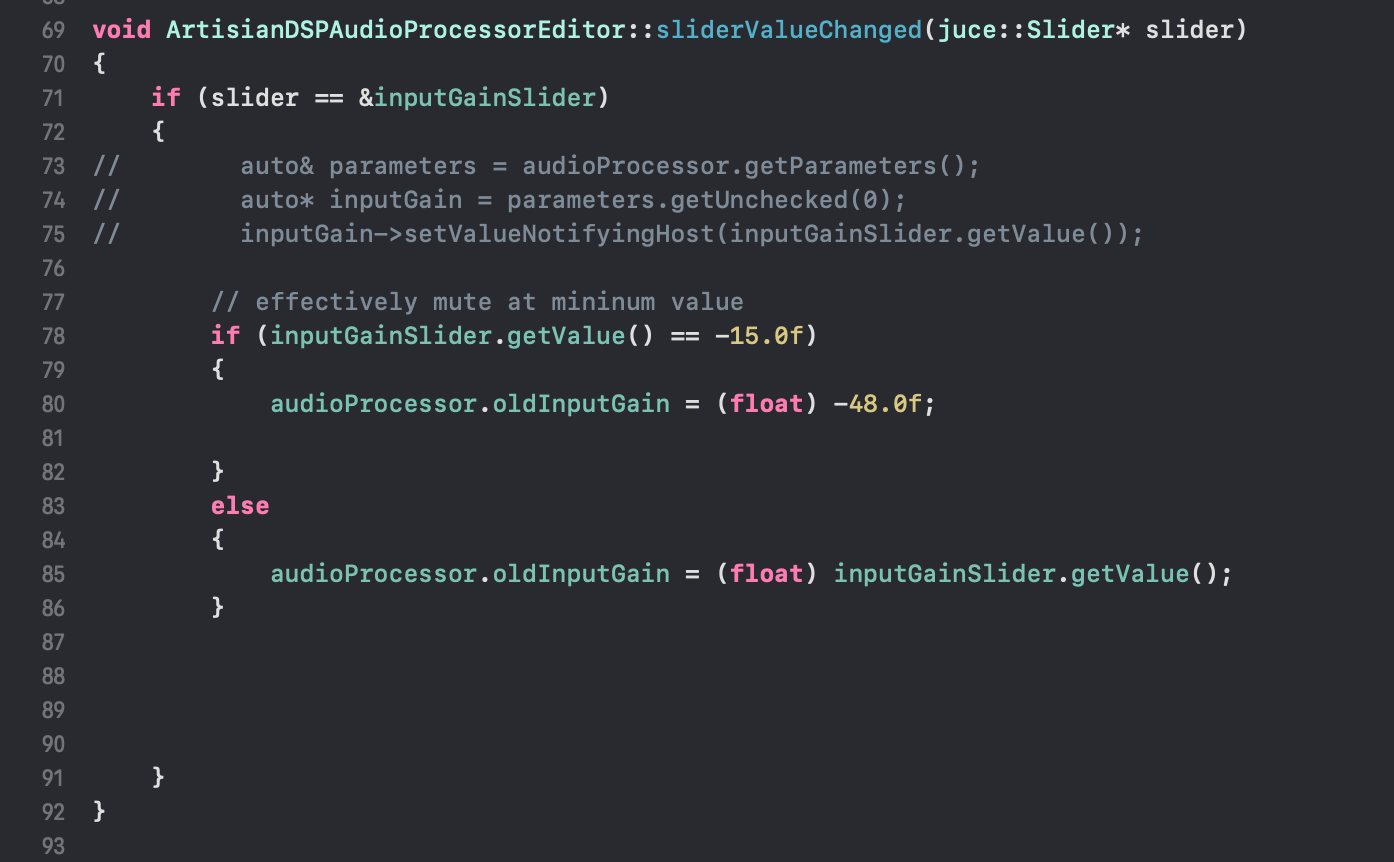 69 void ArtisianDSPAudioProcessorEditor::sliderValueChanged(juce::Slider* slider)
70 {
71     if (slider == &inputGainSlider)
72     {
73 //        auto& parameters = audioProcessor.getParameters();
74 //        auto* inputGain = parameters.getUnchecked(0);
75 //        inputGain->setValueNotifyingHost(inputGainSlider.getValue());
76
77         // effectively mute at mininum value
78         if (inputGainSlider.getValue() == -15.0f)
79         {
80             audioProcessor.oldInputGain = (float) -48.0f;
81
82         }
83         else
84         {
85             audioProcessor.oldInputGain = (float) inputGainSlider.getValue();
86         }
87
88
89
90
91     }
92 }
93